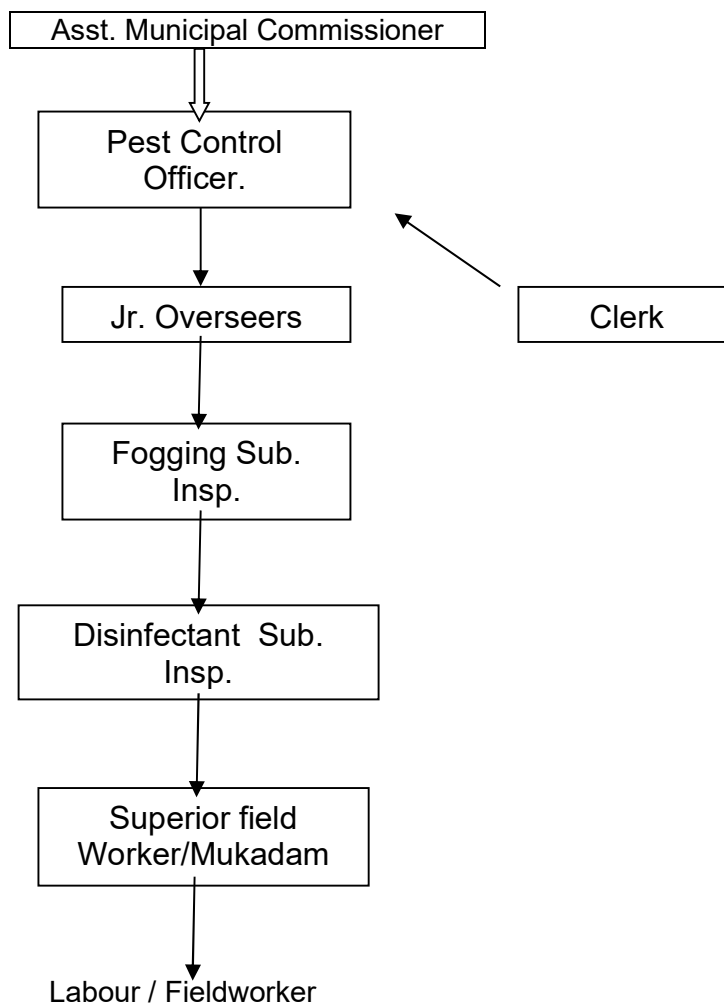 Asst. Municipal Commissioner
Pest Control
Officer.
Jr. Overseers
Clerk
Fogging Sub.
Insp.
Disinfectant Sub.
Insp.
Superior field
Worker/Mukadam
Labour / Fieldworker